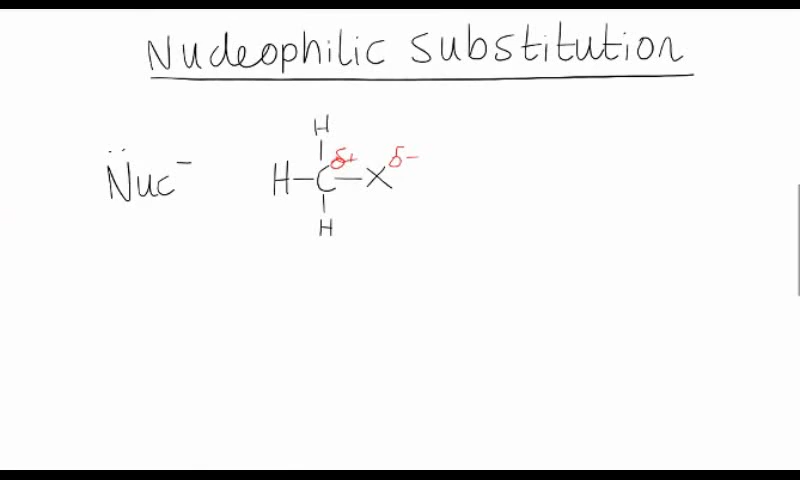 Nucleophilic Substitution
H
Nuc⁻ H–C–X δ+ δ−
H